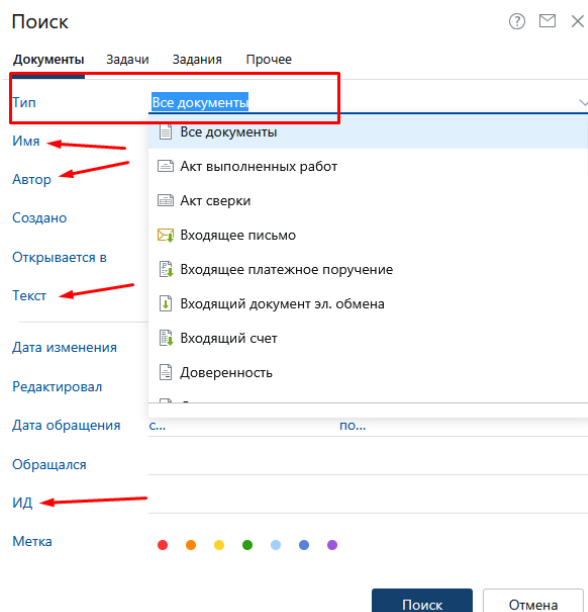 Поиск
Документы Задачи Задания Прочее
Тип Все документы
Все документы
Имя
Акт выполненных работ
Автор
Акт сверки
Создано
Входящее письмо
Открывается в
Входящее платежное поручение
Текст
Входящий документ эл. обмена
Входящий счет
Дата изменения
Доверенность
Редактировал
Дата обращения с... по...
Обращался
ИД
Метка
Поиск Отмена